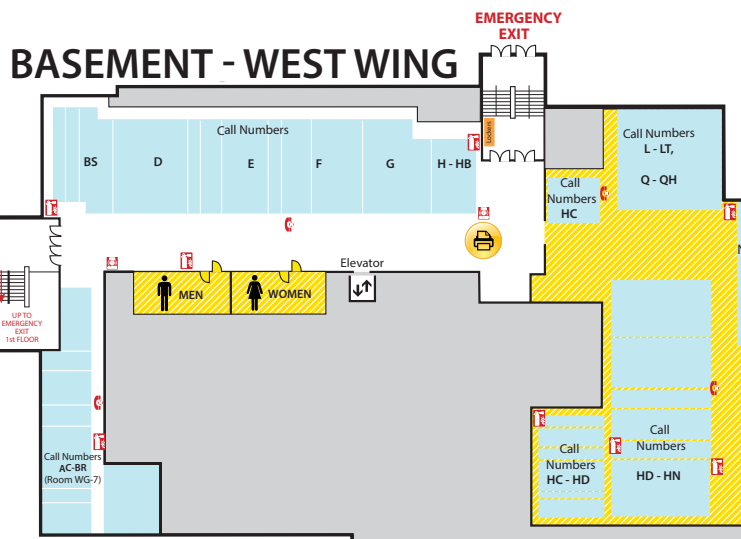 EMERGENCY
EXIT
BASEMENT - WEST WING
Lockers
Call Numbers
BS
D
E
F
G
H - HB
Call Numbers
L - LT,
Q - QH
Call
Numbers
HC
Elevator
MEN
WOMEN
UP TO
EMERGENCY
EXIT
1st FLOOR
Call Numbers
AC-BR
(Room WG-7)
Call
Numbers
HC - HD
Call
Numbers
HD - HN